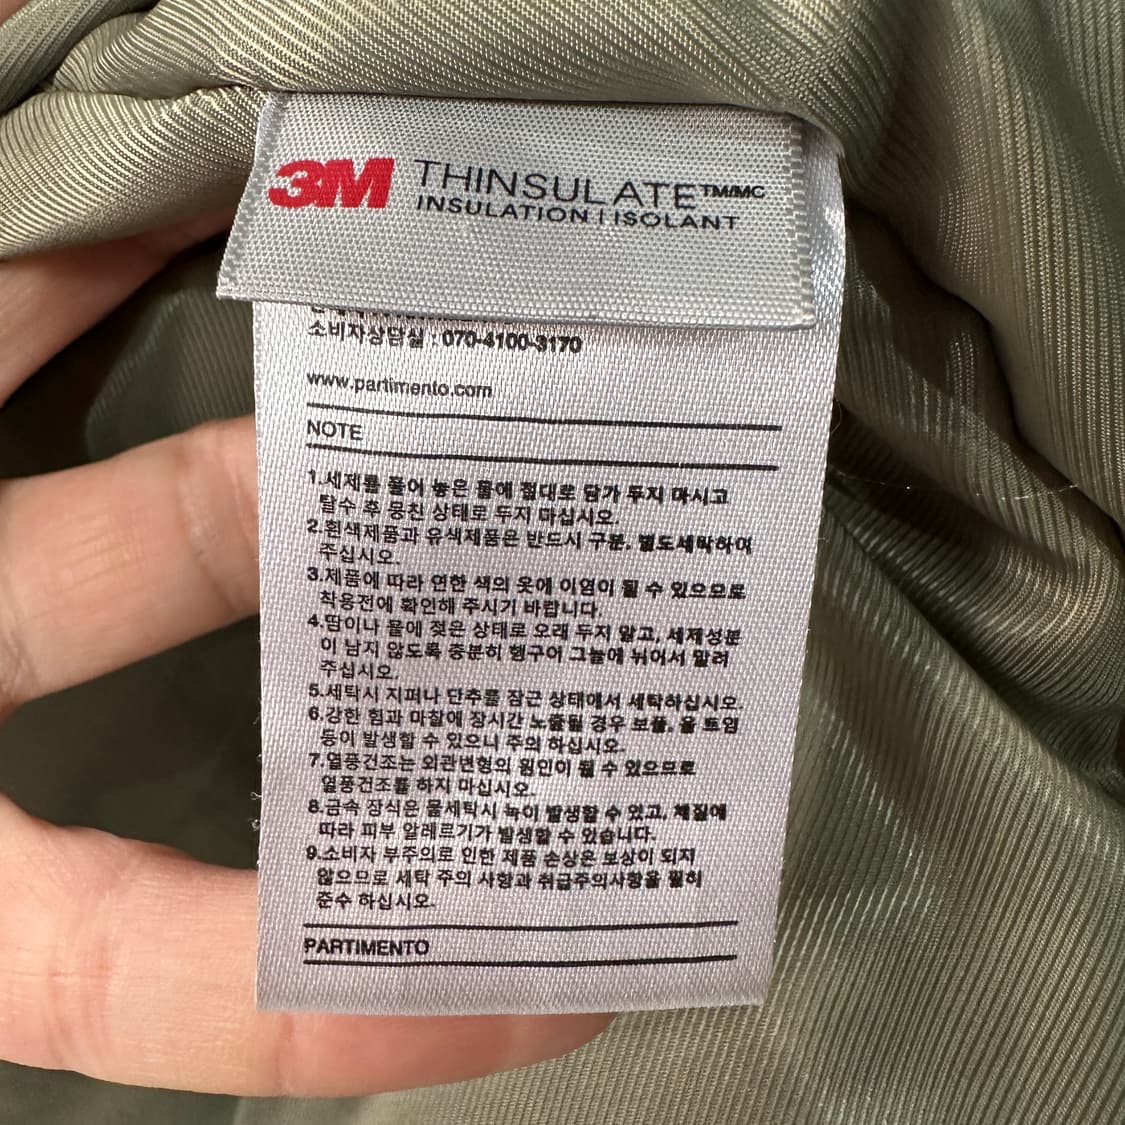 3M THINSULATE™/MC
INSULATION | ISOLANT
소비자상담실 : 070-4100-3170
www.partimento.com
NOTE
1.세제를 풀어 놓은 물에 절대로 담가 두지 마시고
탈수 후 뭉친 상태로 두지 마십시오.
2.흰색제품과 유색제품은 반드시 구분, 별도세탁하여
주십시오.
3.제품에 따라 연한 색의 옷에 이염이 될 수 있으므로
착용전에 확인해 주시기 바랍니다.
4.땀이나 물에 젖은 상태로 오래 두지 말고, 세제성분
이 남지 않도록 충분히 헹구어 그늘에 뉘어서 말려
주십시오.
5.세탁시 지퍼나 단추를 잠근 상태에서 세탁하십시오.
6.강한 힘과 마찰에 장시간 노출될 경우 보풀, 올 트임
등이 발생할 수 있으니 주의 하십시오.
7.열풍건조는 외관변형의 원인이 될 수 있으므로
열풍건조를 하지 마십시오.
8.금속 장식은 물세탁시 녹이 발생할 수 있고, 체질에
따라 피부 알레르기가 발생할 수 있습니다.
9.소비자 부주의로 인한 제품 손상은 보상이 되지
않으므로 세탁 주의 사항과 취급주의사항을 필히
준수 하십시오.
PARTIMENTO